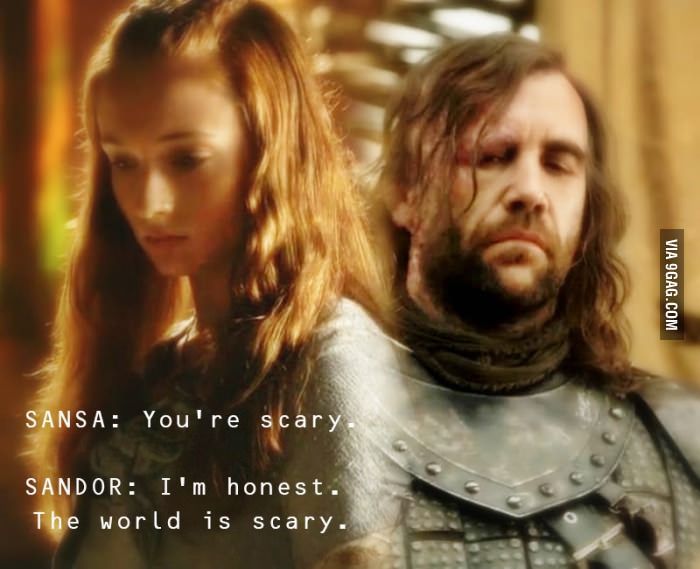 SANSA: You're scary.
SANDOR: I'm honest.
The world is scary.
VIA 9GAG.COM